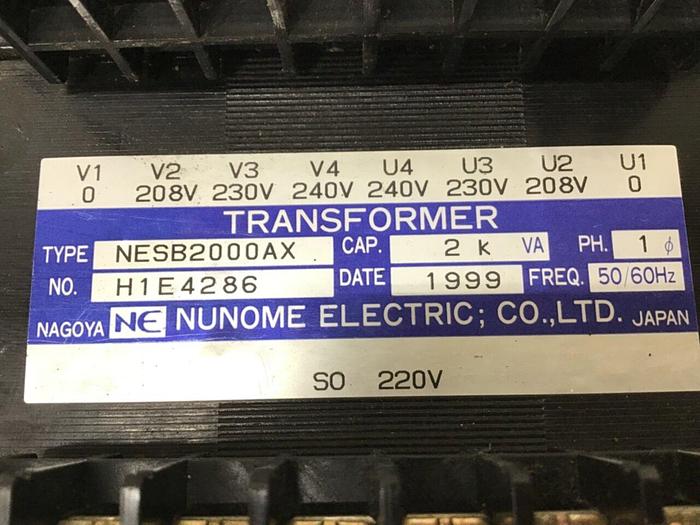 V1 V2 V3 V4 U4 U3 U2 U1
0 208V 230V 240V 240V 230V 208V 0
TRANSFORMER
TYPE NESB2000AX CAP. 2 K VA PH. 1 ϕ
NO. H1E4286 DATE 1999 FREQ. 50/60Hz
NAGOYA NE NUNOME ELECTRIC; CO.,LTD. JAPAN
SO 220V